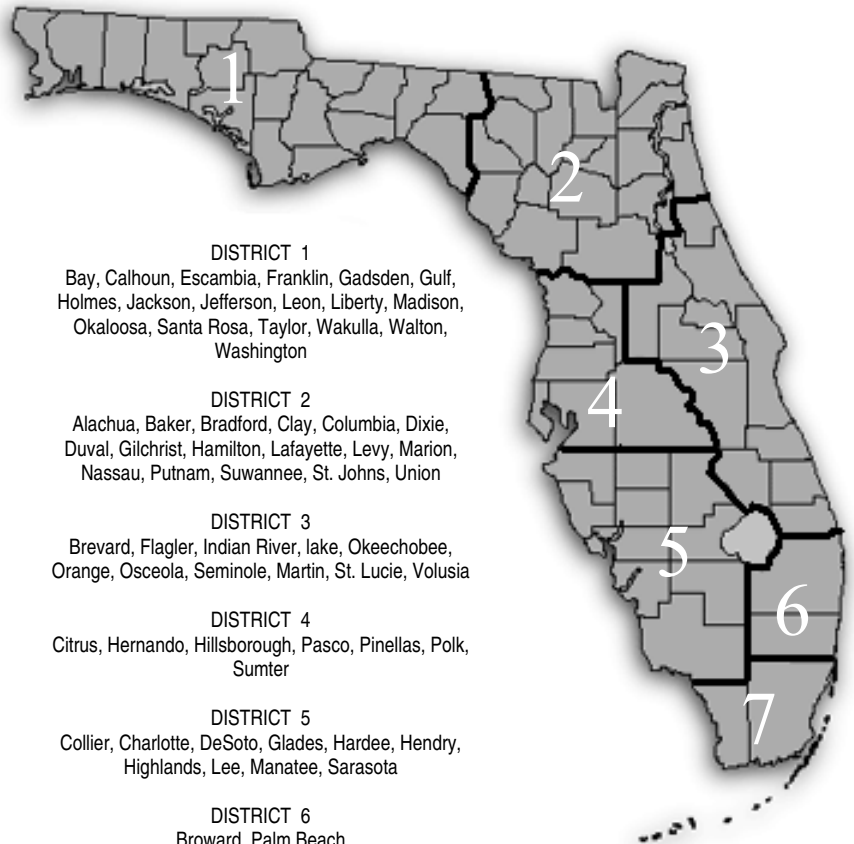 1
2
3
4
5
6
7
DISTRICT 1
Bay, Calhoun, Escambia, Franklin, Gadsden, Gulf,
Holmes, Jackson, Jefferson, Leon, Liberty, Madison,
Okaloosa, Santa Rosa, Taylor, Wakulla, Walton,
Washington
DISTRICT 2
Alachua, Baker, Bradford, Clay, Columbia, Dixie,
Duval, Gilchrist, Hamilton, Lafayette, Levy, Marion,
Nassau, Putnam, Suwannee, St. Johns, Union
DISTRICT 3
Brevard, Flagler, Indian River, lake, Okeechobee,
Orange, Osceola, Seminole, Martin, St. Lucie, Volusia
DISTRICT 4
Citrus, Hernando, Hillsborough, Pasco, Pinellas, Polk,
Sumter
DISTRICT 5
Collier, Charlotte, DeSoto, Glades, Hardee, Hendry,
Highlands, Lee, Manatee, Sarasota
DISTRICT 6
Broward, Palm Beach